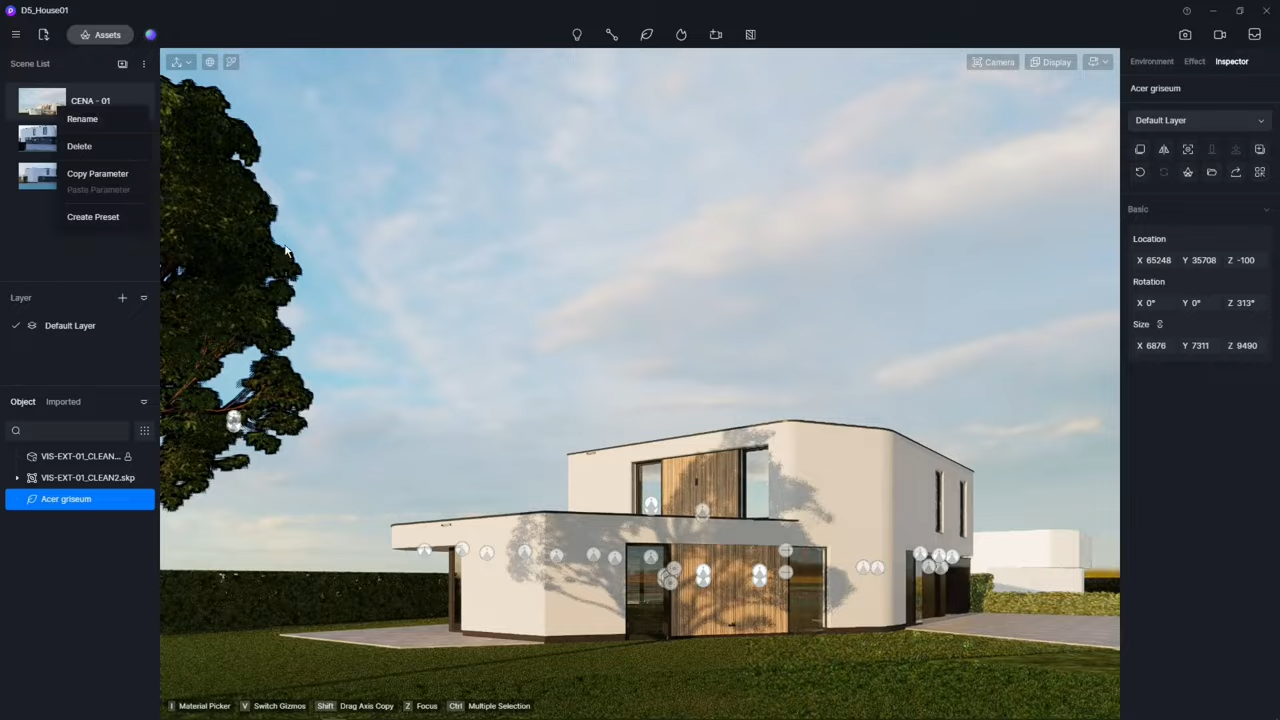 D5_House01
Assets
Scene List
CENA - 01
Rename
Delete
Copy Parameter
Paste Parameter
Create Preset
Layer
Default Layer
Object Imported
VIS-EXT-01_CLEAN...
VIS-EXT-01_CLEAN2.skp
Acer griseum
Camera Display
I Material Picker V Switch Gizmos Shift Drag Axis Copy Z Focus Ctrl Multiple Selection
Environment Effect Inspector
Acer griseum
Default Layer
Basic
Location
X 65248 Y 35708 Z -100
Rotation
X 0° Y 0° Z 313°
Size
X 6876 Y 7311 Z 9490